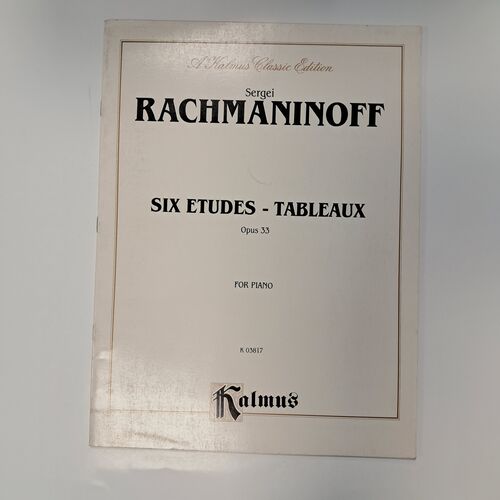 A Kalmus Classic Edition
Sergei
RACHMANINOFF
SIX ETUDES - TABLEAUX
Opus 33
FOR PIANO
K 03817
Kalmus